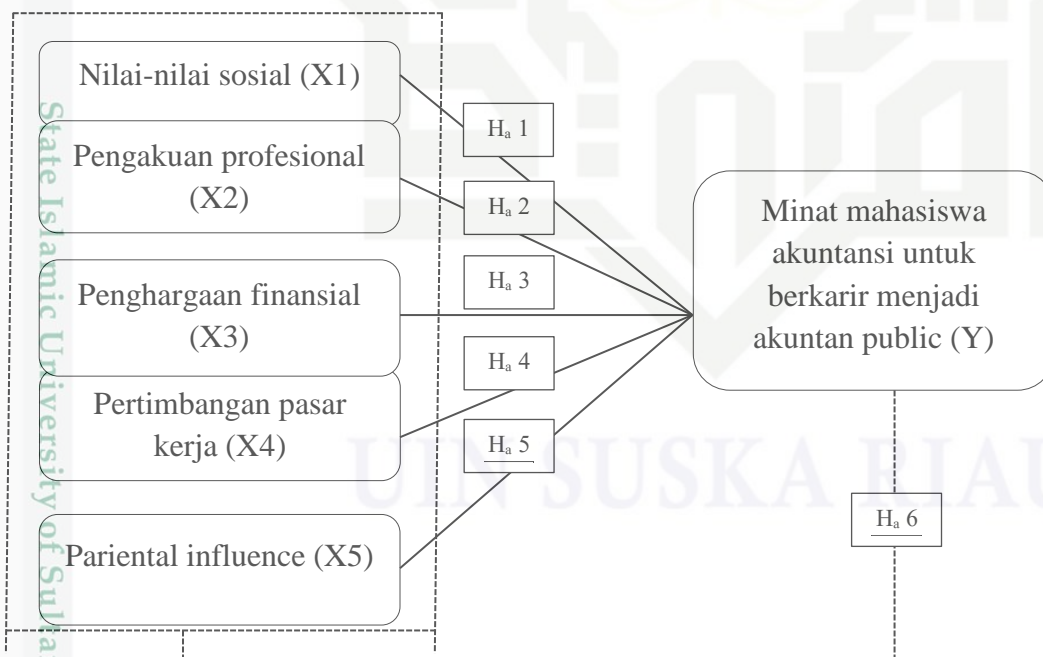 Nilai-nilai sosial (X1)
Pengakuan profesional
(X2)
Penghargaan finansial
(X3)
Pertimbangan pasar
kerja (X4)
Pariental influence (X5)
Hₐ 1
Hₐ 2
Hₐ 3
Hₐ 4
Hₐ 5
Minat mahasiswa
akuntansi untuk
berkarir menjadi
akuntan public (Y)
Hₐ 6
State Islamic University of Sulta
UIN SUSKA RIAU